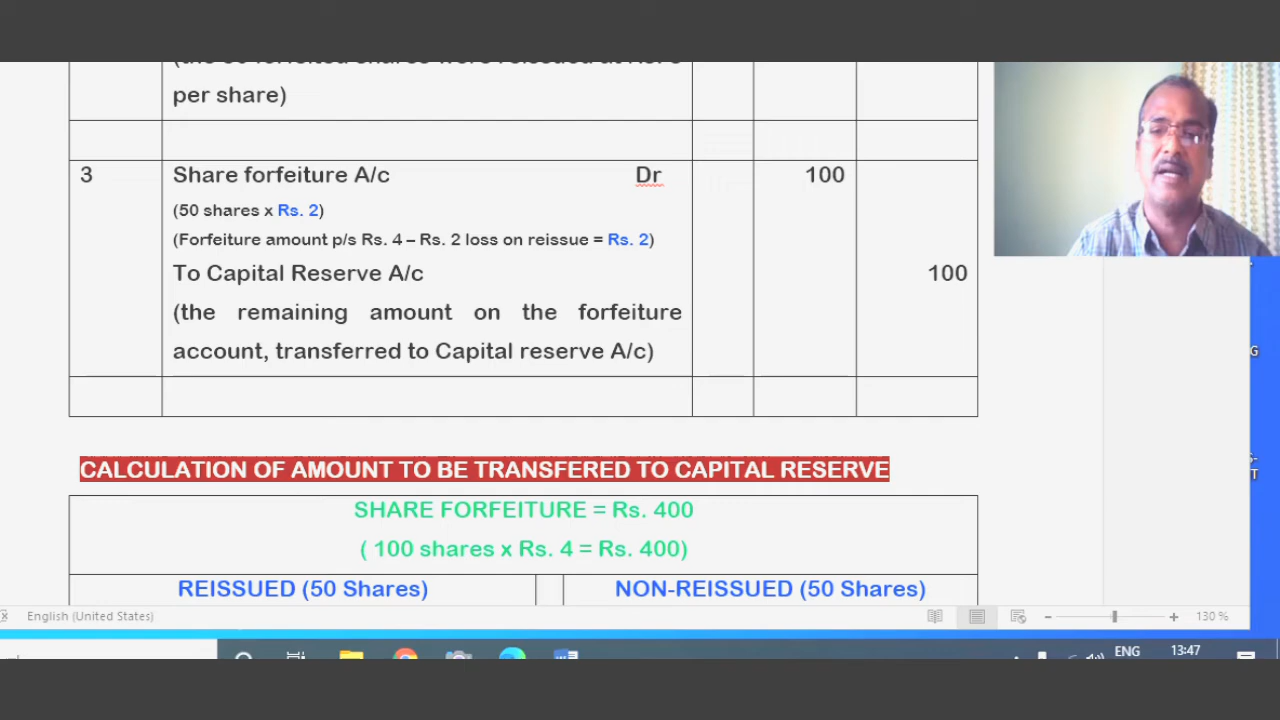 per share)
3 Share forfeiture A/c Dr 100
(50 shares x Rs. 2)
(Forfeiture amount p/s Rs. 4 – Rs. 2 loss on reissue = Rs. 2)
To Capital Reserve A/c 100
(the remaining amount on the forfeiture
account, transferred to Capital reserve A/c)
CALCULATION OF AMOUNT TO BE TRANSFERED TO CAPITAL RESERVE
SHARE FORFEITURE = Rs. 400
( 100 shares x Rs. 4 = Rs. 400)
REISSUED (50 Shares) NON-REISSUED (50 Shares)
English (United States) 130 %
ENG 13:47